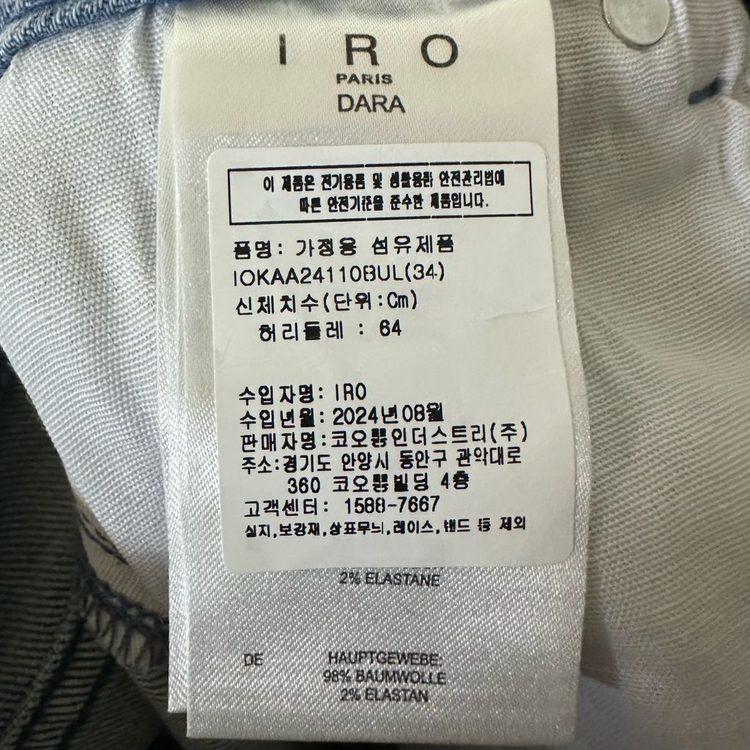 IRO
PARIS
DARA
이 제품은 전기용품 및 생활용품 안전관리법에
따른 안전기준을 준수한 제품입니다.
품명: 가정용 섬유제품
IOKAA24110BUL(34)
신체치수(단위:Cm)
허리둘레 : 64
수입자명: IRO
수입년월: 2024년08월
판매자명:코오롱인더스트리(주)
주소:경기도 안양시 동안구 관악대로
360 코오롱빌딩 4층
고객센터: 1588-7667
실지,보강재,상표무늬,레이스,밴드 등 제외
2% ELASTANE
DE HAUPTGEWEBE:
98% BAUMWOLLE
2% ELASTAN